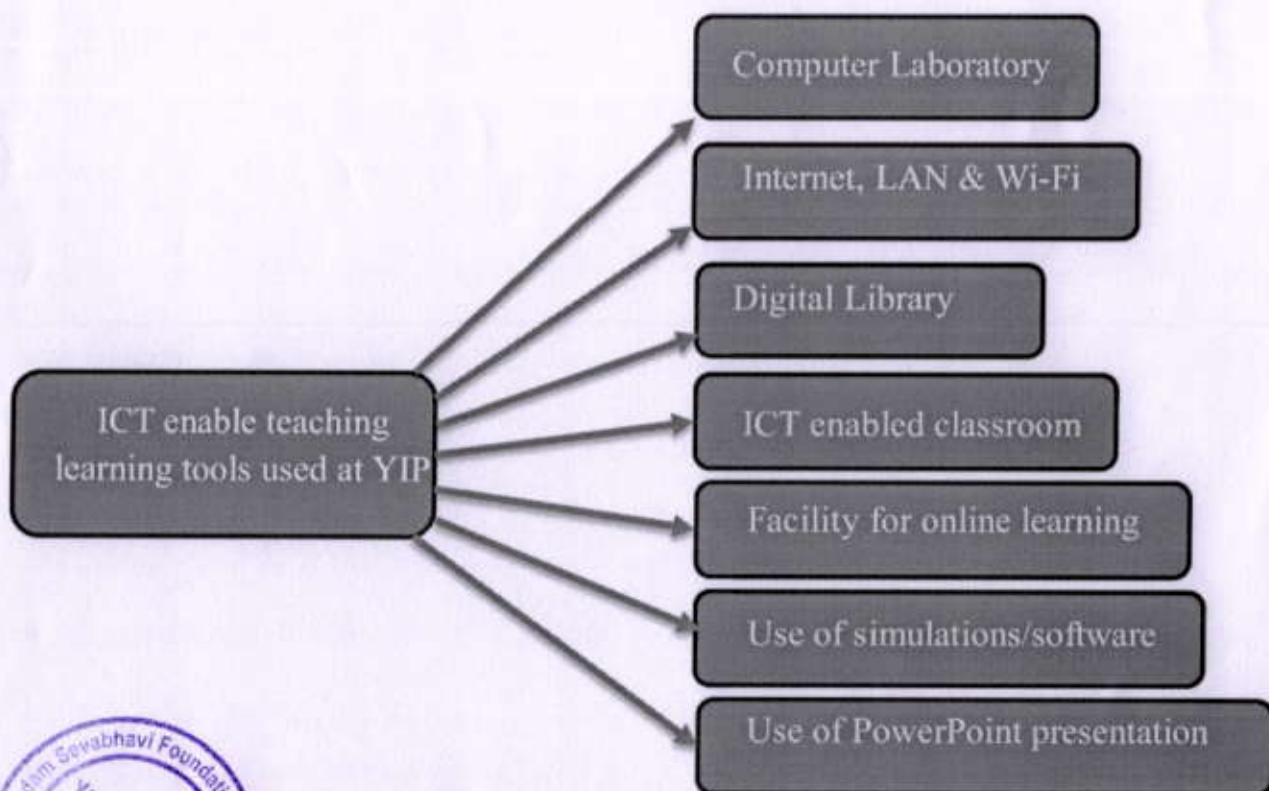 Computer Laboratory
Internet, LAN & Wi-Fi
Digital Library
ICT enable teaching
learning tools used at YIP
ICT enabled classroom
Facility for online learning
Use of simulations/software
Use of PowerPoint presentation
Sevabhavi